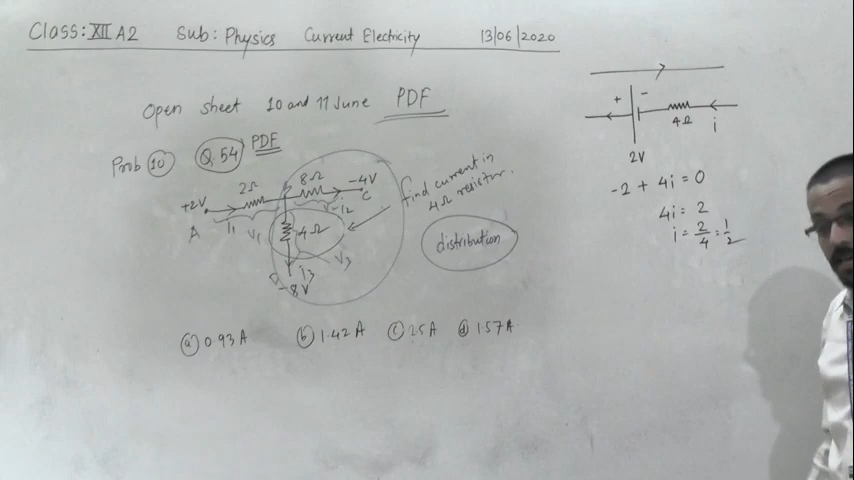 CLASS: XII A2 Sub: Physics Current Electricity 13/06/2020
Open sheet 10 and 11 June PDF
Prob 10 Q.54 PDF
+2V 2Ω 8Ω -4V
A i1 V1 i2 C
4Ω
V3
i3
-8V
find current in
4Ω resistor.
distribution
(a) 0.93A (b) 1.42A (c) 2.5A (d) 1.57A
+ -
4Ω i
2V
-2 + 4i = 0
4i = 2
i = 2/4 = 1/2